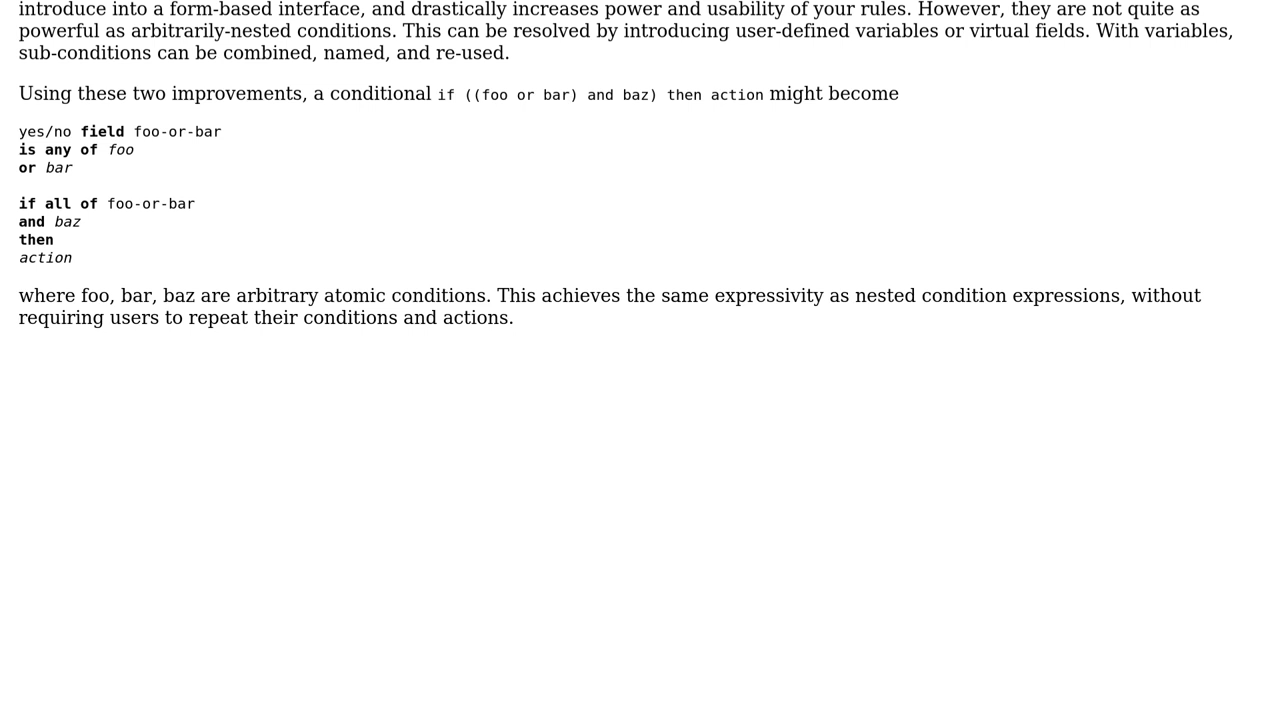 introduce into a form-based interface, and drastically increases power and usability of your rules. However, they are not quite as
powerful as arbitrarily-nested conditions. This can be resolved by introducing user-defined variables or virtual fields. With variables,
sub-conditions can be combined, named, and re-used.
Using these two improvements, a conditional if ((foo or bar) and baz) then action might become
yes/no field foo-or-bar
is any of foo
or bar
if all of foo-or-bar
and baz
then
action
where foo, bar, baz are arbitrary atomic conditions. This achieves the same expressivity as nested condition expressions, without
requiring users to repeat their conditions and actions.